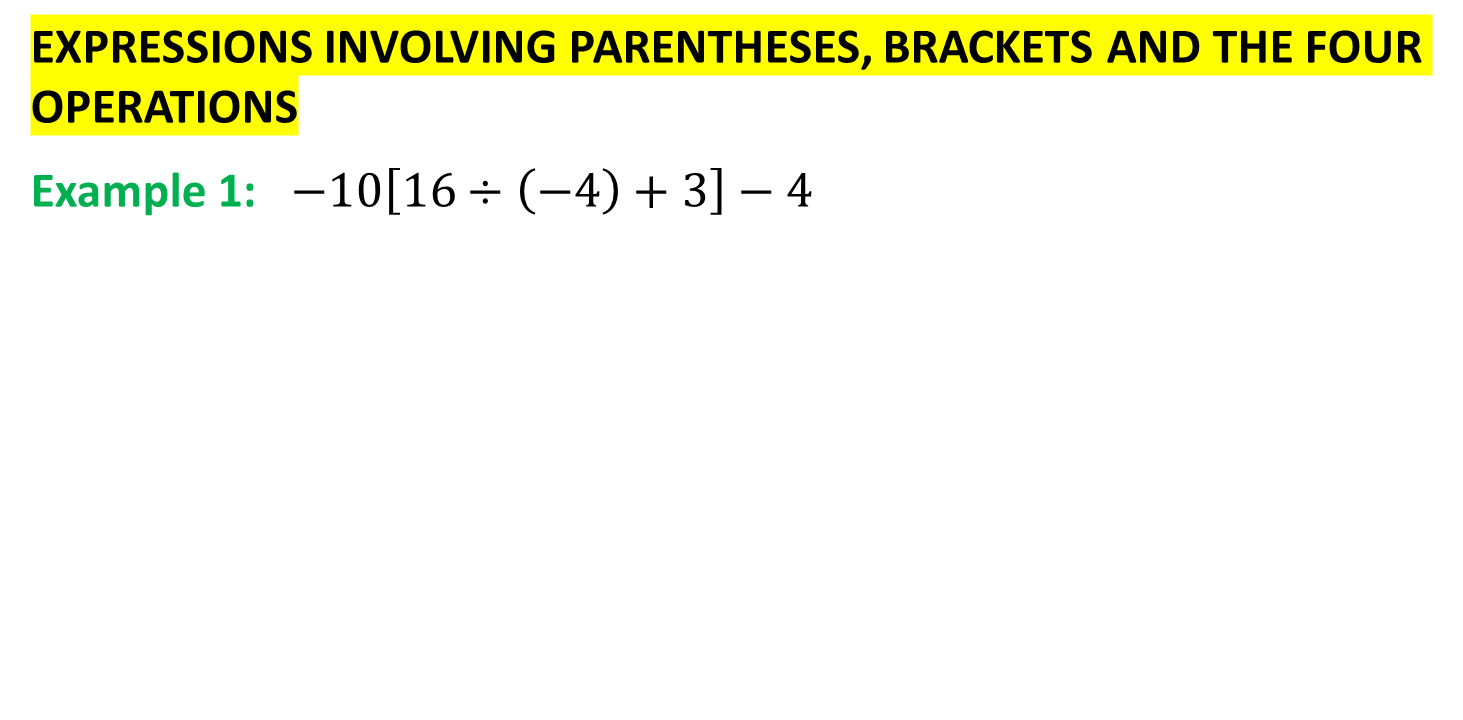 EXPRESSIONS INVOLVING PARENTHESES, BRACKETS AND THE FOUR
OPERATIONS
Example 1: −10[16 ÷ (−4) + 3] − 4